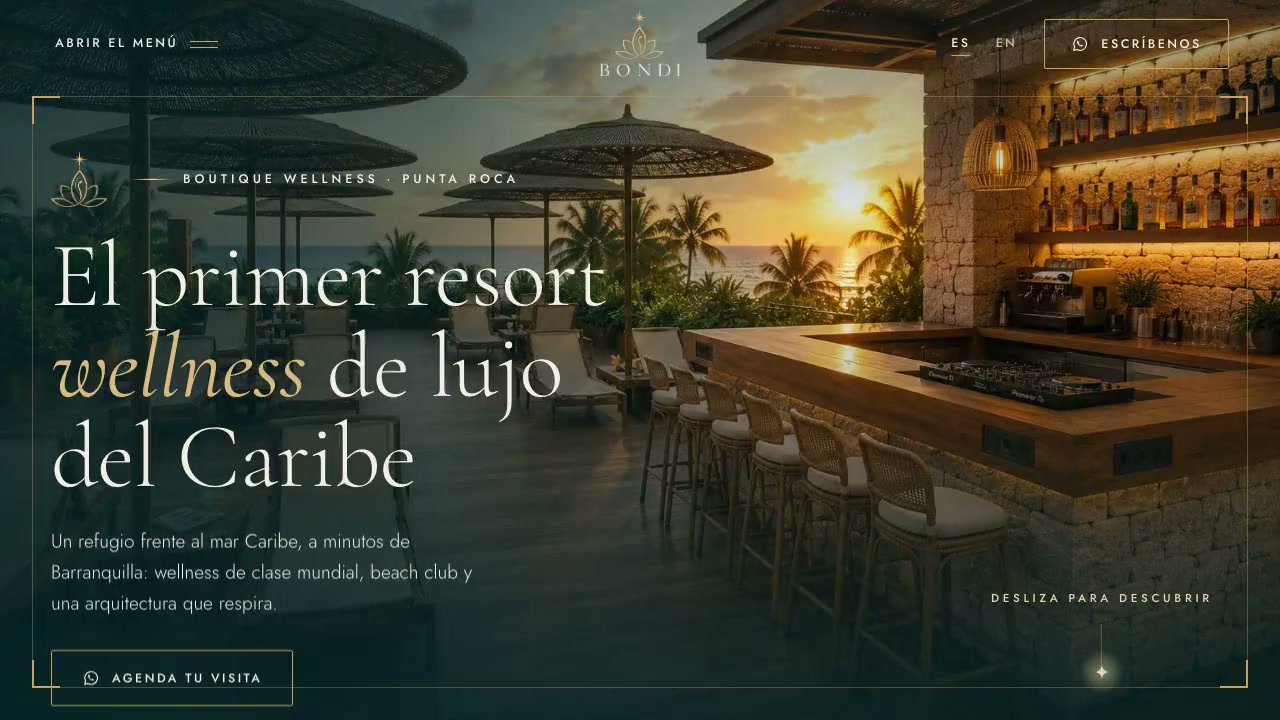 ABRIR EL MENÚ
BONDI
ES EN
ESCRÍBENOS
BOUTIQUE WELLNESS · PUNTA ROCA
El primer resort
wellness de lujo
del Caribe
Un refugio frente al mar Caribe, a minutos de
Barranquilla: wellness de clase mundial, beach club y
una arquitectura que respira.
AGENDA TU VISITA
DESLIZA PARA DESCUBRIR